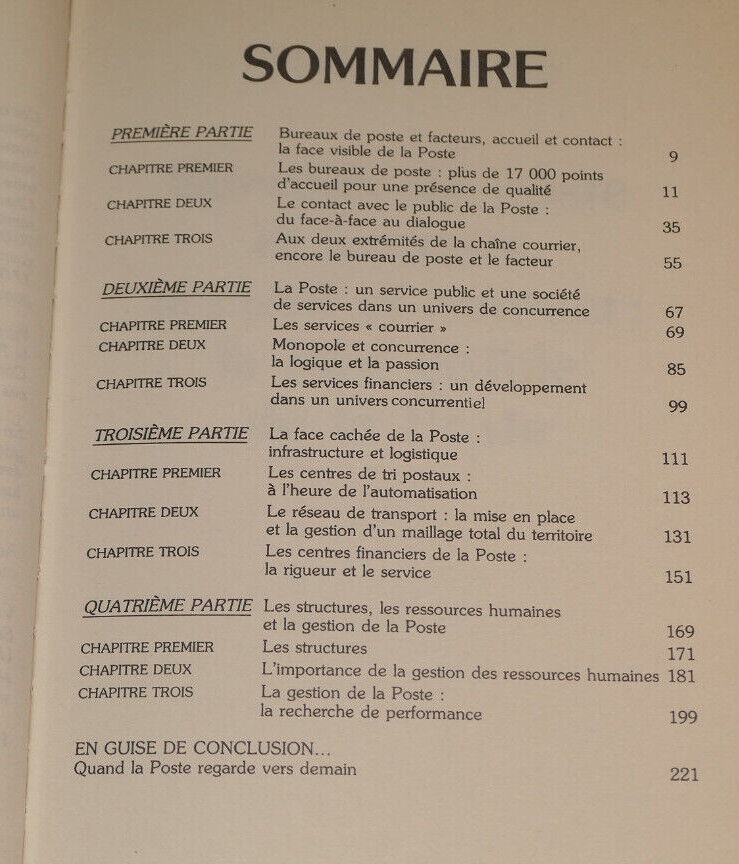 SOMMAIRE
PREMIÈRE PARTIE Bureaux de poste et facteurs, accueil et contact :
la face visible de la Poste 9
CHAPITRE PREMIER Les bureaux de poste : plus de 17 000 points
d'accueil pour une présence de qualité 11
CHAPITRE DEUX Le contact avec le public de la Poste :
du face-à-face au dialogue 35
CHAPITRE TROIS Aux deux extrémités de la chaîne courrier,
encore le bureau de poste et le facteur 55
DEUXIÈME PARTIE La Poste : un service public et une société
de services dans un univers de concurrence 67
CHAPITRE PREMIER Les services « courrier » 69
CHAPITRE DEUX Monopole et concurrence :
la logique et la passion 85
CHAPITRE TROIS Les services financiers : un développement
dans un univers concurrentiel 99
TROISIÈME PARTIE La face cachée de la Poste :
infrastructure et logistique 111
CHAPITRE PREMIER Les centres de tri postaux :
à l'heure de l'automatisation 113
CHAPITRE DEUX Le réseau de transport : la mise en place
et la gestion d'un maillage total du territoire 131
CHAPITRE TROIS Les centres financiers de la Poste :
la rigueur et le service 151
QUATRIÈME PARTIE Les structures, les ressources humaines
et la gestion de la Poste 169
CHAPITRE PREMIER Les structures 171
CHAPITRE DEUX L'importance de la gestion des ressources humaines 181
CHAPITRE TROIS La gestion de la Poste :
la recherche de performance 199
EN GUISE DE CONCLUSION...
Quand la Poste regarde vers demain 221